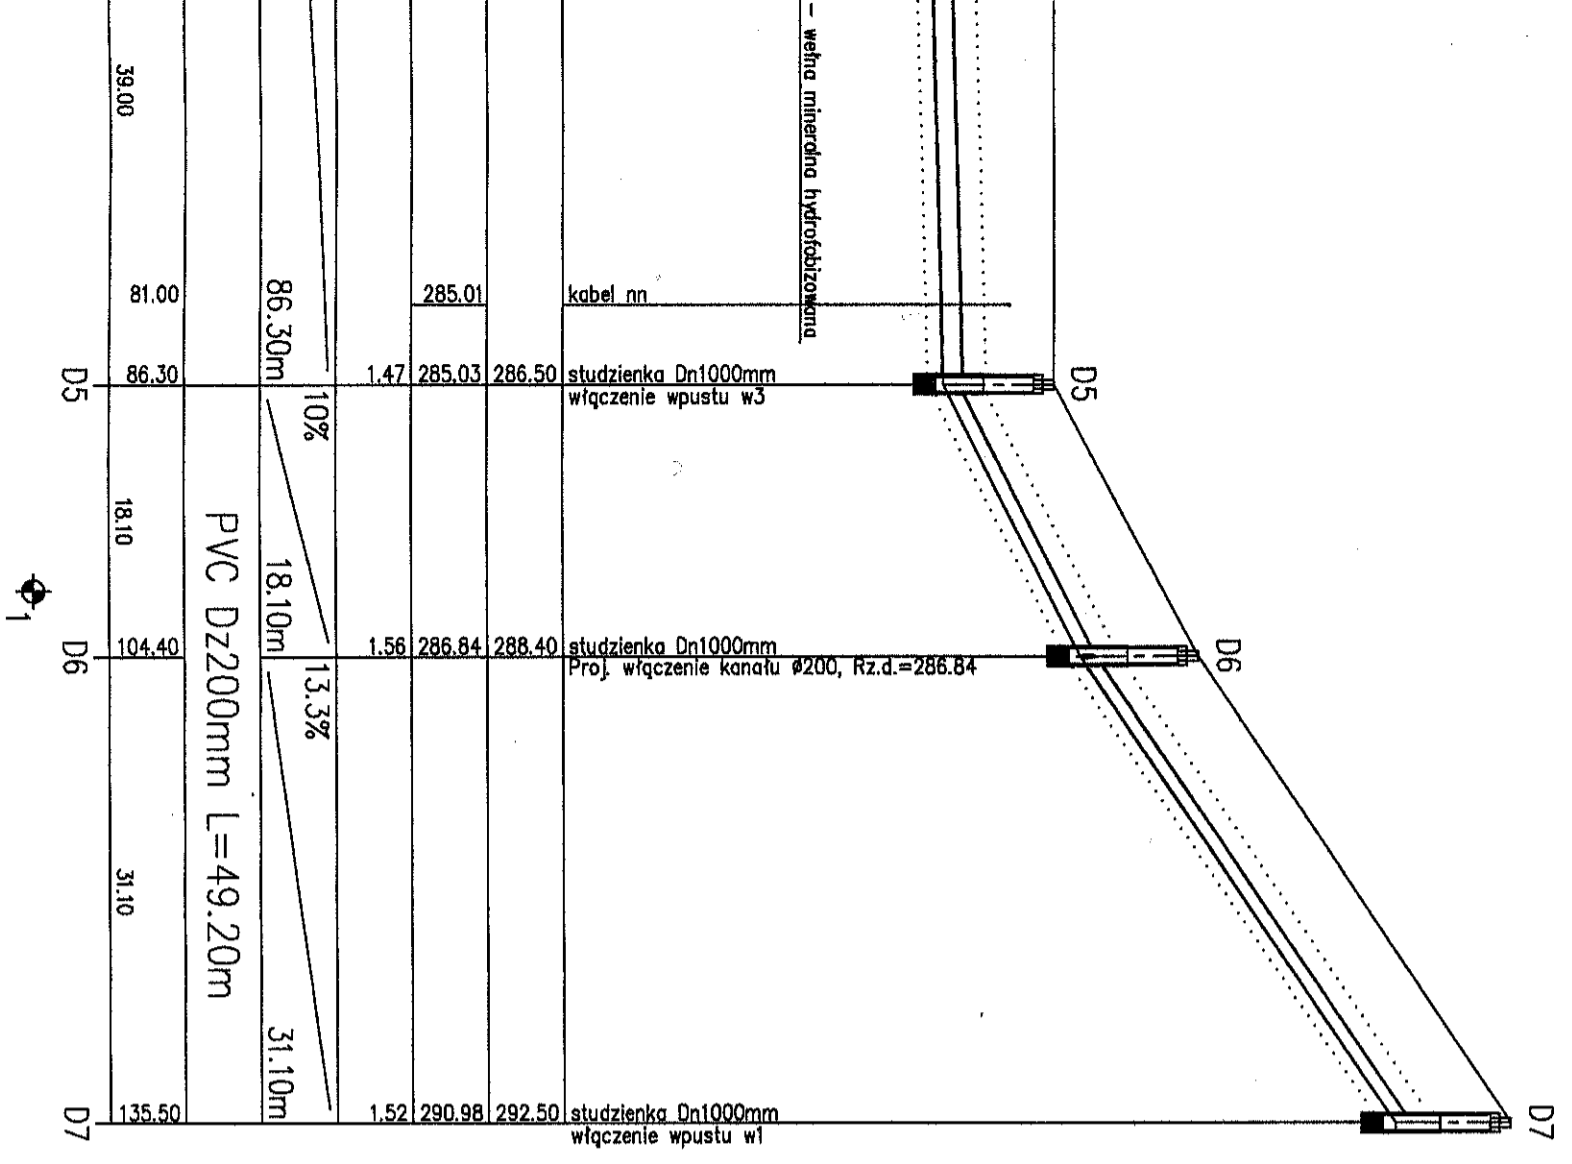 – wełna mineralna hydrofobizowana
39.00
81.00
285.01
kabel nn
86.30m
D5
86.30
1.47
285.03
286.50
studzienka Dn1000mm
włączenie wpustu w3
D5
10%
18.10
18.10m
PVC Dz200mm L=49.20m
1
D6
104.40
1.56
286.84
288.40
studzienka Dn1000mm
Proj. włączenie kanału ø200, Rz.d.=286.84
D6
13.3%
31.10
31.10m
D7
135.50
1.52
290.98
292.50
studzienka Dn1000mm
włączenie wpustu w1
D7